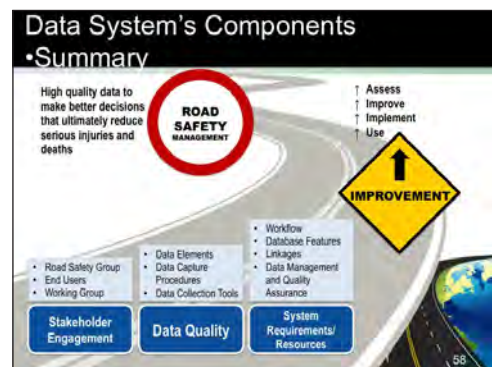 Data System's Components
•Summary
High quality data to
make better decisions
that ultimately reduce
serious injuries and
deaths
ROAD
SAFETY
MANAGEMENT
↑ Assess
↑ Improve
↑ Implement
↑ Use
IMPROVEMENT
• Road Safety Group
• End Users
• Working Group
Stakeholder
Engagement
• Data Elements
• Data Capture
Procedures
• Data Collection Tools
Data Quality
• Workflow
• Database Features
• Linkages
• Data Management
and Quality
Assurance
System
Requirements/
Resources
58